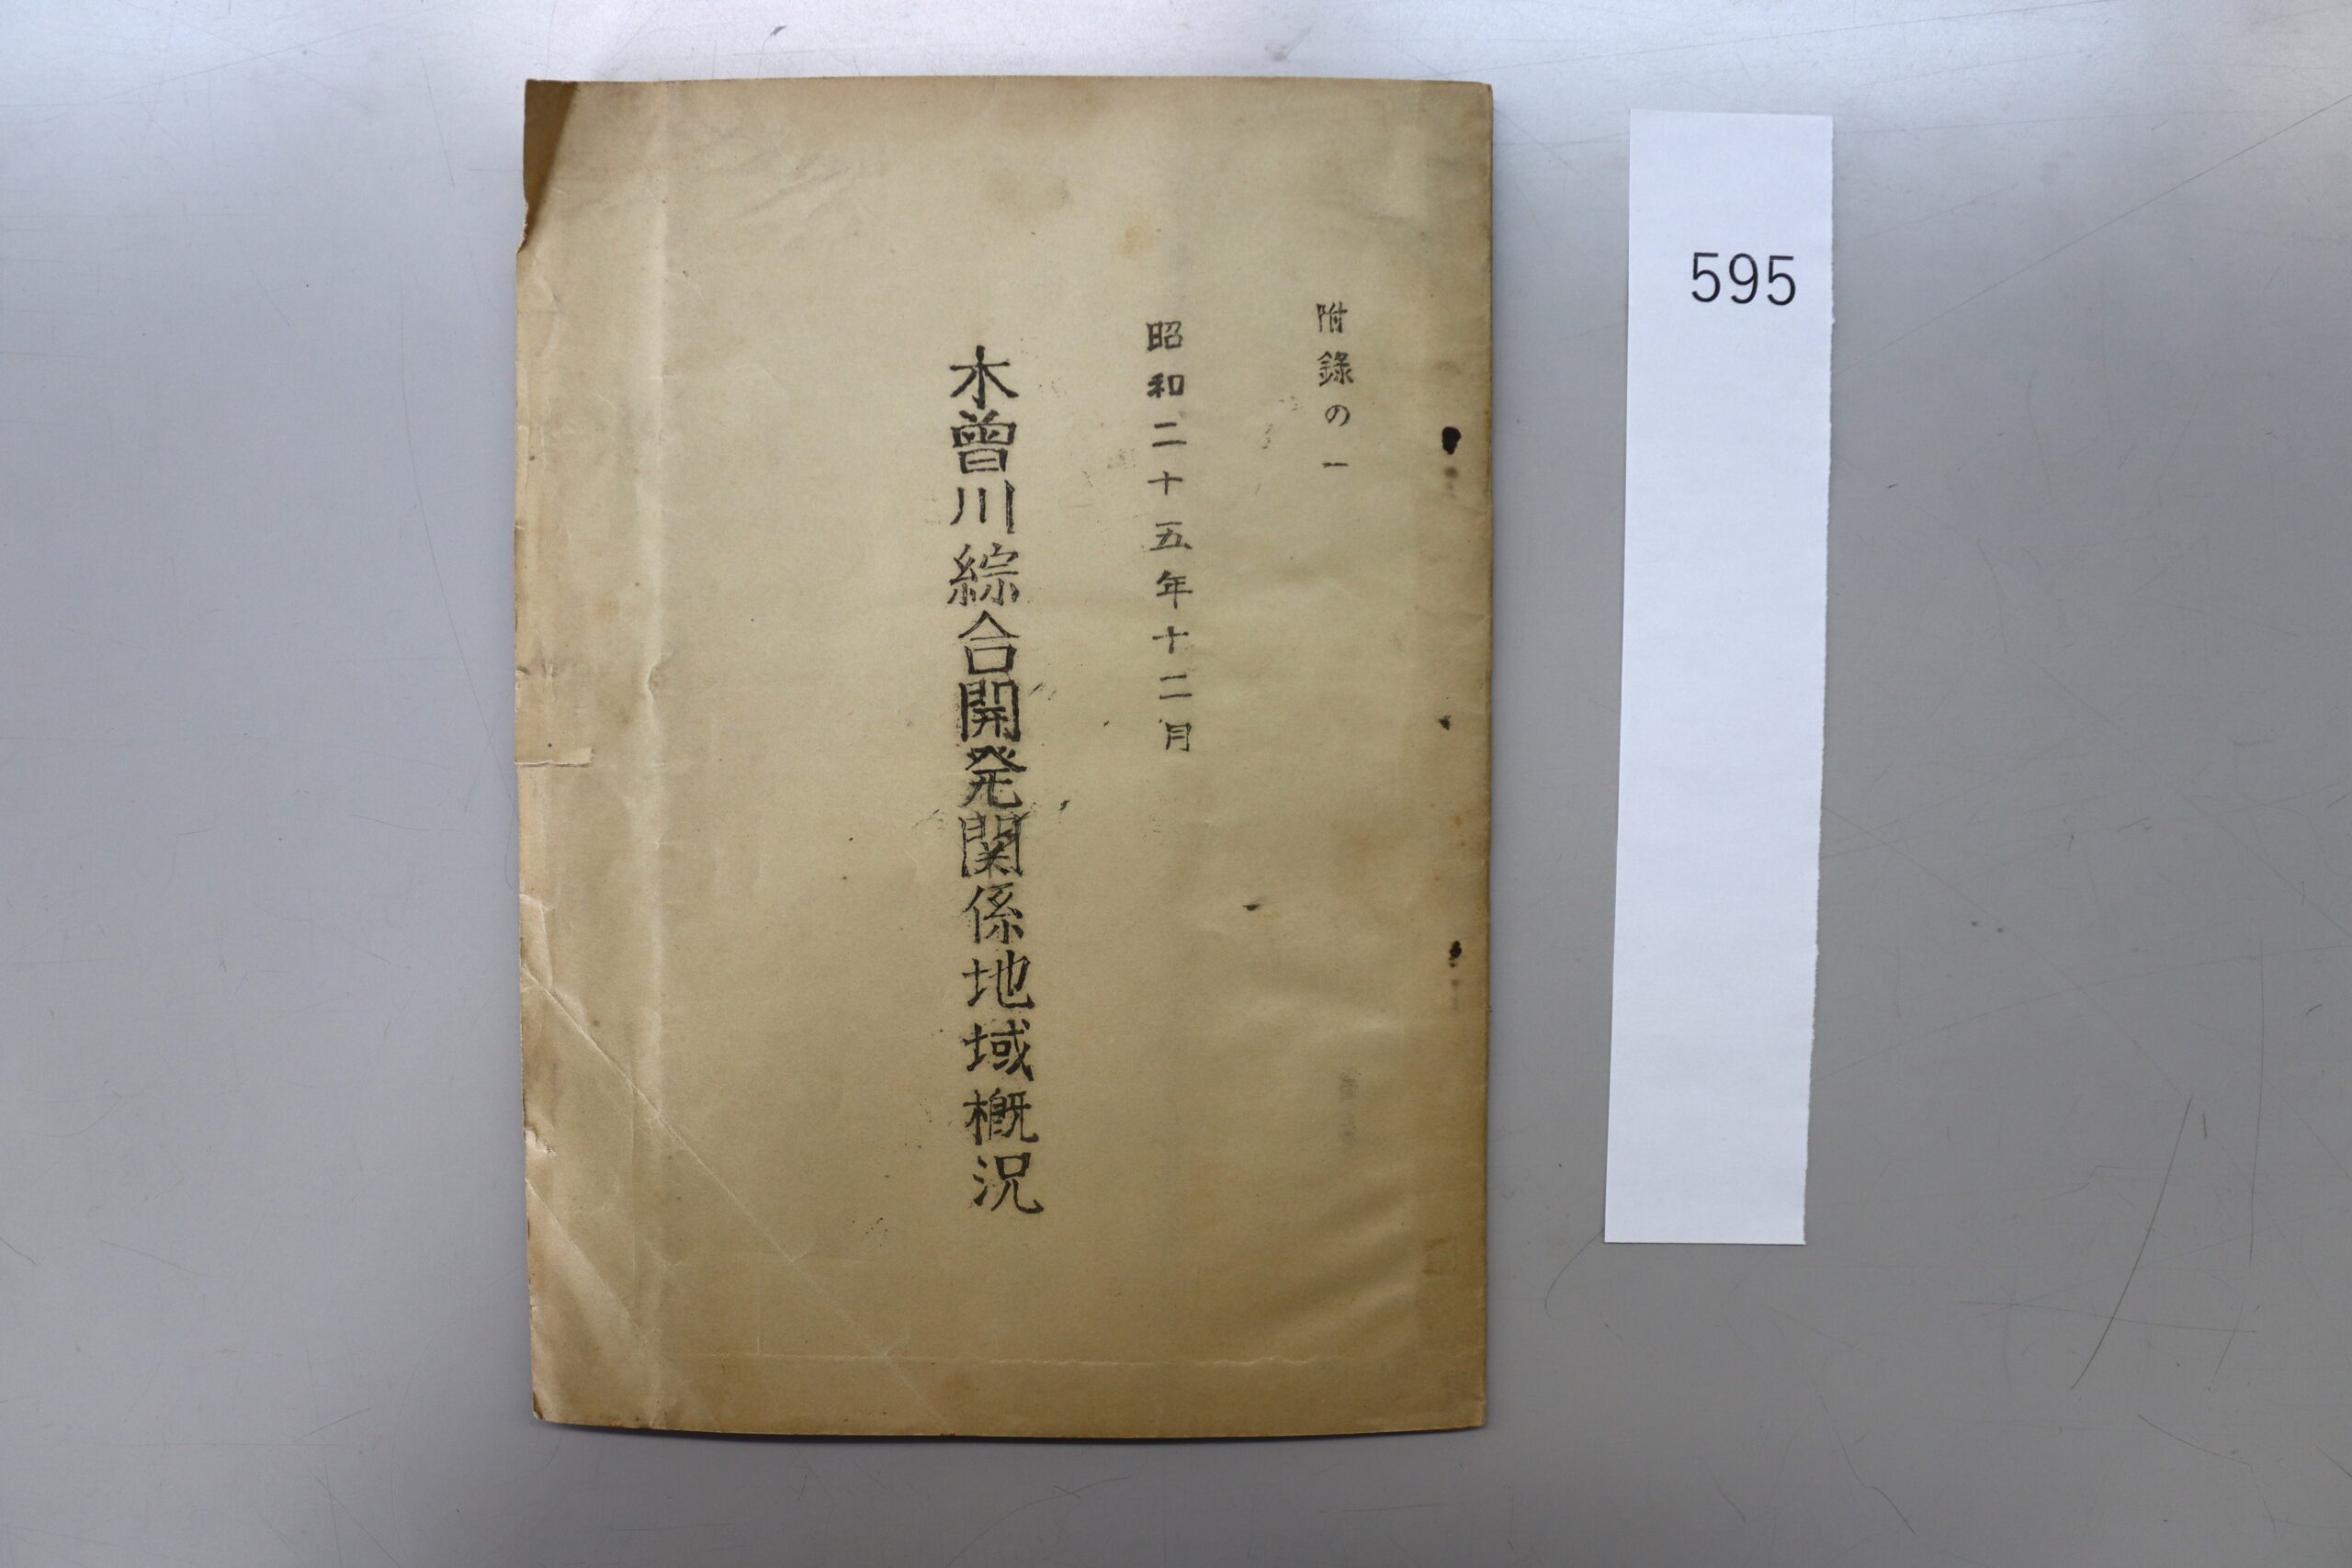 附錄の一
昭和二十五年十二月
木曽川綜合開発関係地域概況
595